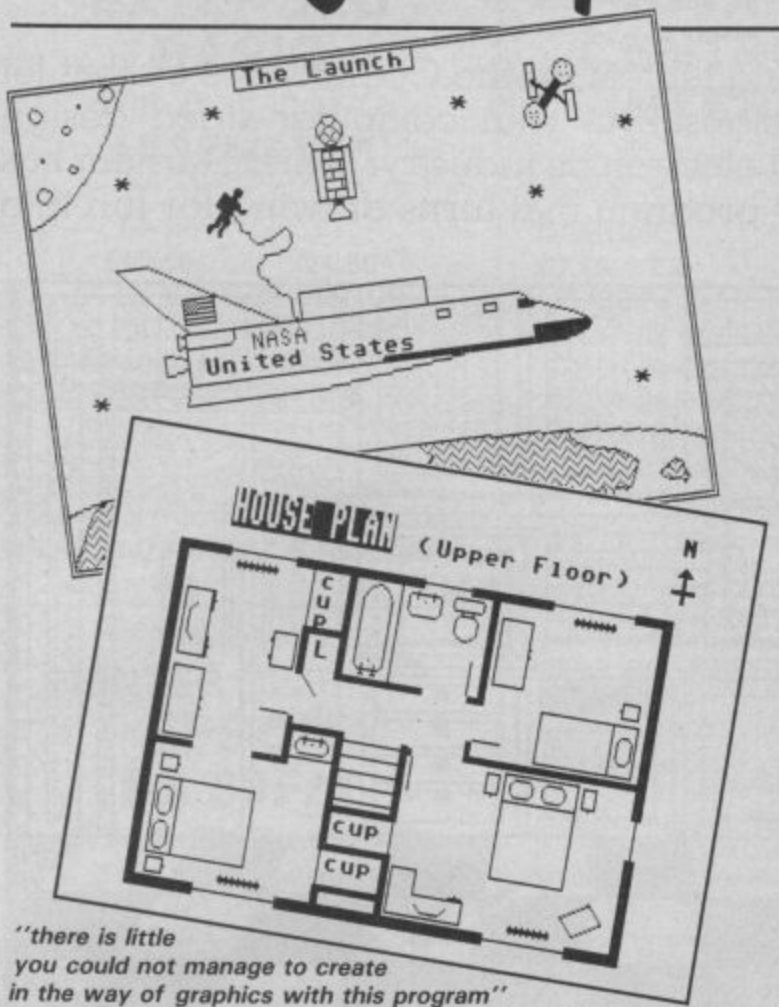 The Launch
NASA
United States
HOUSE PLAN (Upper Floor)
N
cup
L
cup
cup
"there is little
you could not manage to create
in the way of graphics with this program"